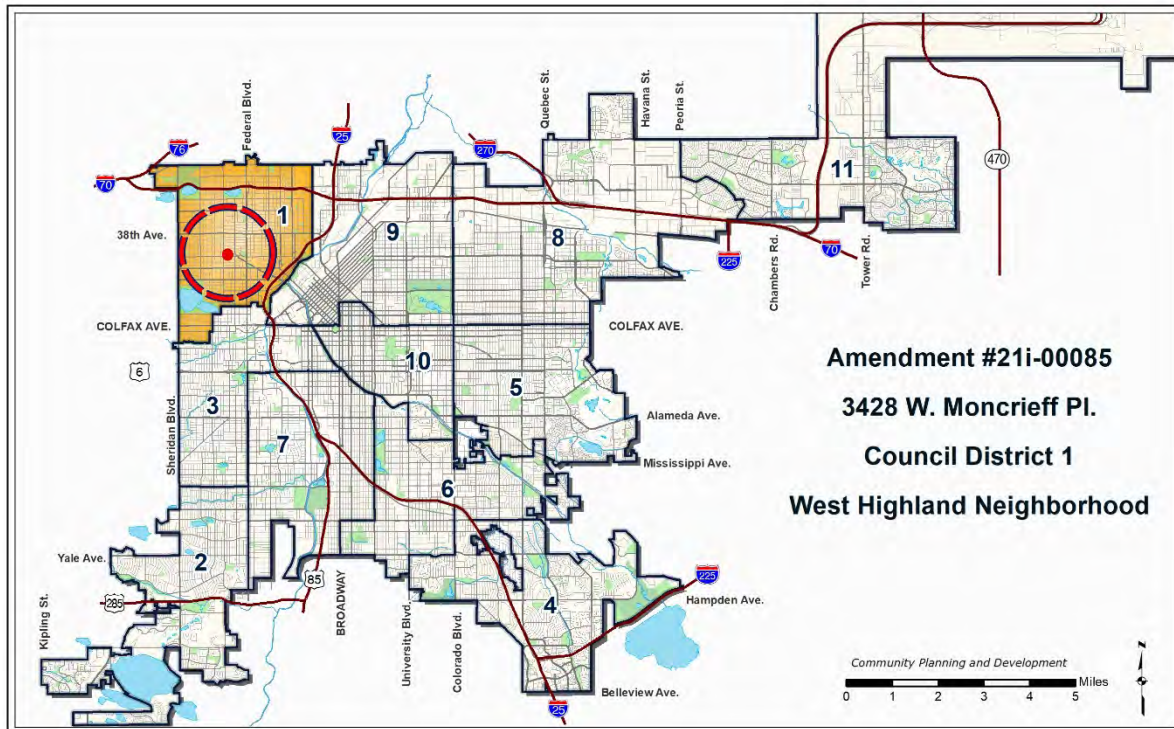 Federal Blvd.
Quebec St.
Havana St.
Peoria St.
76
25
270
70
470
1
11
38th Ave.
9
8
225
70
Chambers Rd.
Tower Rd.
COLFAX AVE.
COLFAX AVE.
6
10
5
3
Sheridan Blvd.
Alameda Ave.
7
Mississippi Ave.
6
Yale Ave.
2
85
BROADWAY
285
University Blvd.
Colorado Blvd.
4
225
Hampden Ave.
Kipling St.
Belleview Ave.
25
Amendment #21i-00085
3428 W. Moncrieff Pl.
Council District 1
West Highland Neighborhood
Community Planning and Development
Miles
0 1 2 3 4 5